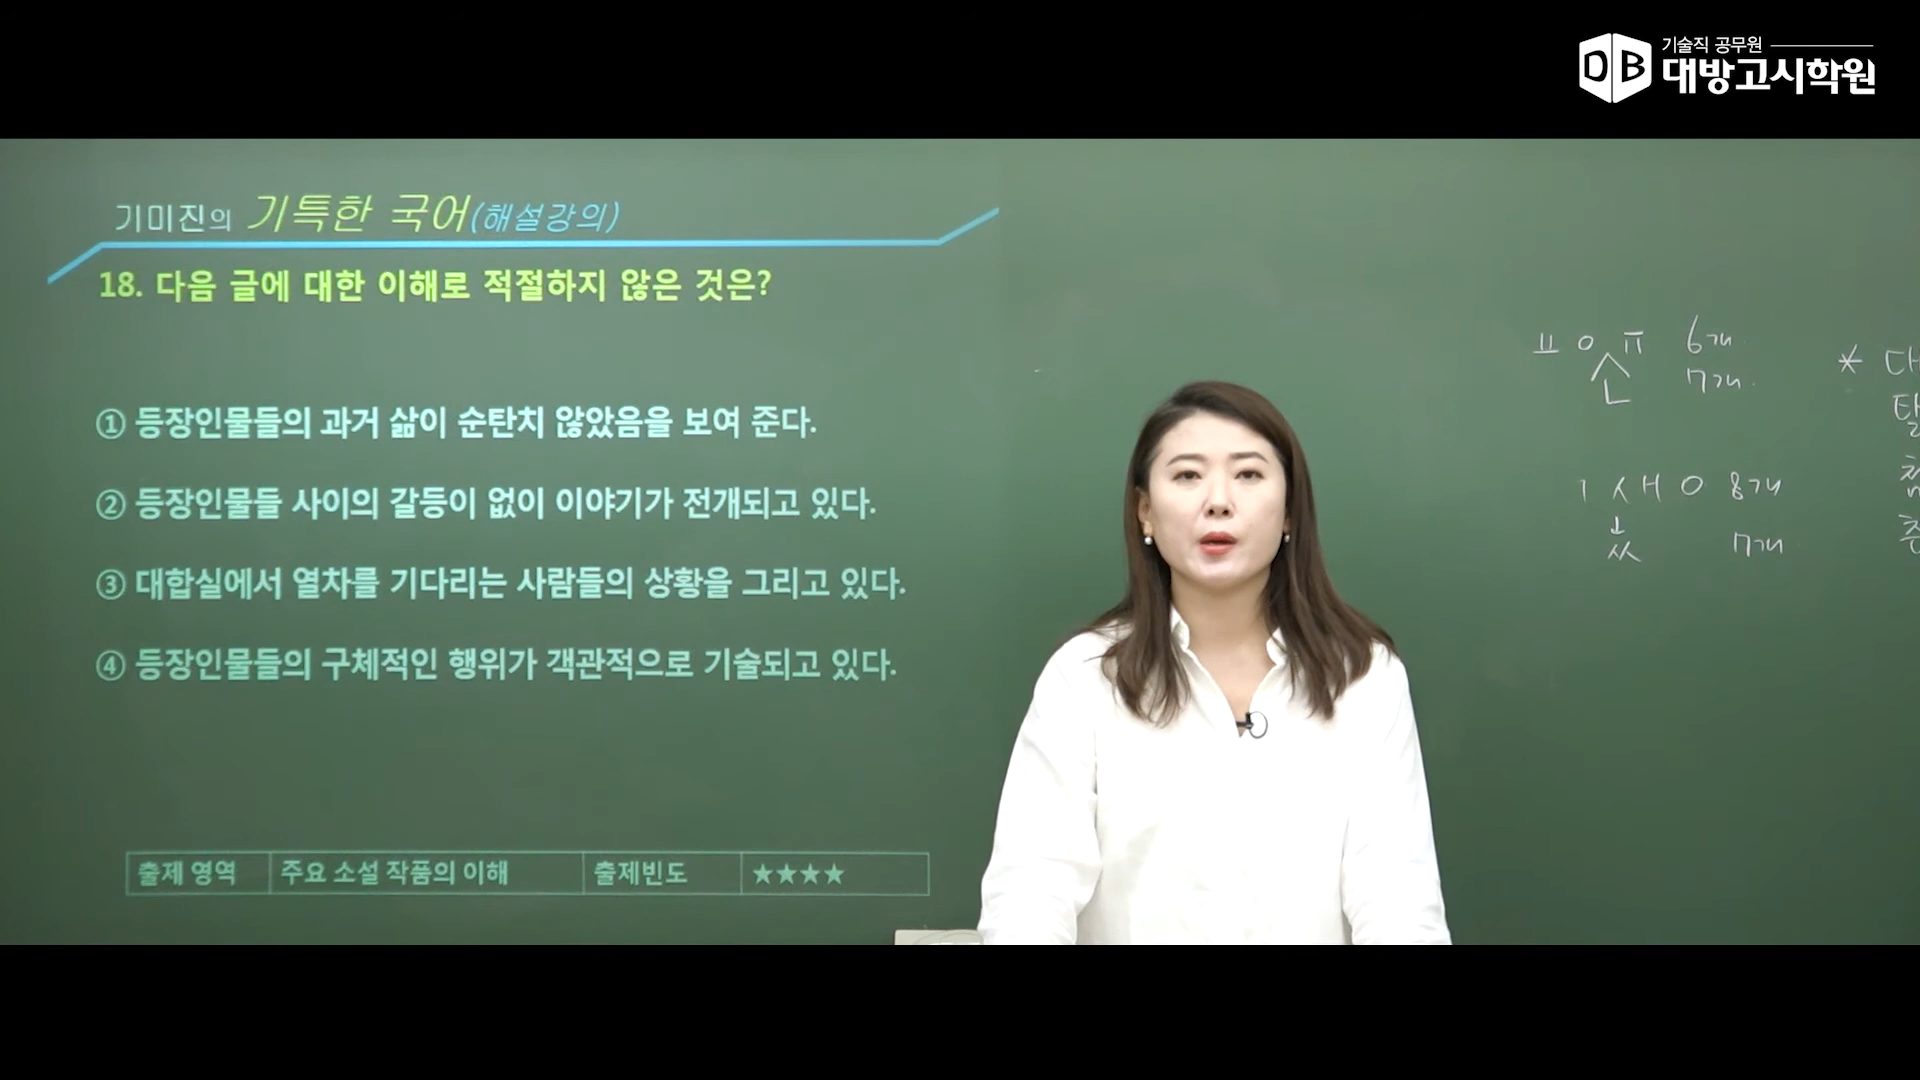 기술직 공무원
대방고시학원
DB
기미진의 기특한 국어(해설강의)
18. 다음 글에 대한 이해로 적절하지 않은 것은?
① 등장인물들의 과거 삶이 순탄치 않았음을 보여 준다.
② 등장인물들 사이의 갈등이 없이 이야기가 전개되고 있다.
③ 대합실에서 열차를 기다리는 사람들의 상황을 그리고 있다.
④ 등장인물들의 구체적인 행위가 객관적으로 기술되고 있다.
출제 영역 주요 소설 작품의 이해 출제빈도 ★★★★
ㅛ ㅇ ㅠ 6개
7개
8개
7개